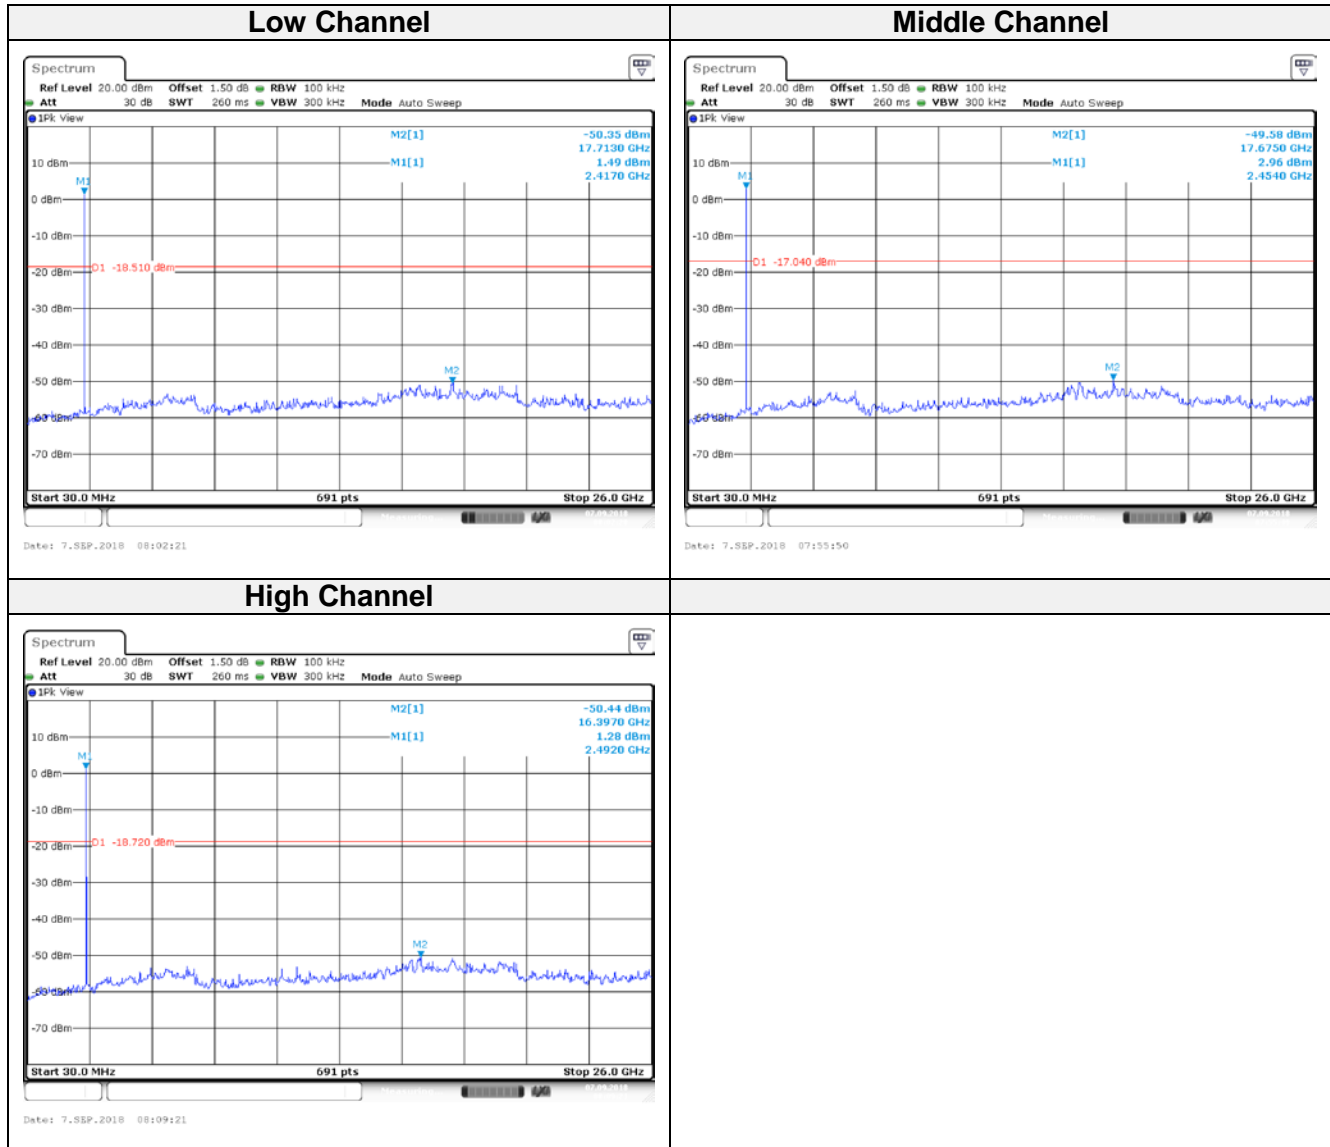 Low Channel
Middle Channel
Spectrum
Ref Level 20.00 dBm Offset 1.50 dB RBW 100 kHz
Att 30 dB SWT 260 ms VBW 300 kHz Mode Auto Sweep
1Pk View
M2[1] -50.35 dBm
17.7130 GHz
10 dBm M1[1] 1.49 dBm
2.4170 GHz
M1
0 dBm
-10 dBm
D1 -18.510 dBm
-20 dBm
-30 dBm
-40 dBm
M2
-50 dBm
-60 dBm
-70 dBm
Start 30.0 MHz 691 pts Stop 26.0 GHz
Date: 7.SEP.2018 08:02:21
Spectrum
Ref Level 20.00 dBm Offset 1.50 dB RBW 100 kHz
Att 30 dB SWT 260 ms VBW 300 kHz Mode Auto Sweep
1Pk View
M2[1] -49.58 dBm
17.6750 GHz
10 dBm M1[1] 2.96 dBm
2.4540 GHz
M1
0 dBm
-10 dBm
D1 -17.040 dBm
-20 dBm
-30 dBm
-40 dBm
M2
-50 dBm
-60 dBm
-70 dBm
Start 30.0 MHz 691 pts Stop 26.0 GHz
Date: 7.SEP.2018 07:55:50
High Channel
Spectrum
Ref Level 20.00 dBm Offset 1.50 dB RBW 100 kHz
Att 30 dB SWT 260 ms VBW 300 kHz Mode Auto Sweep
1Pk View
M2[1] -50.44 dBm
16.3970 GHz
10 dBm M1[1] 1.28 dBm
2.4920 GHz
M1
0 dBm
-10 dBm
D1 -18.720 dBm
-20 dBm
-30 dBm
-40 dBm
M2
-50 dBm
-60 dBm
-70 dBm
Start 30.0 MHz 691 pts Stop 26.0 GHz
Date: 7.SEP.2018 08:09:21